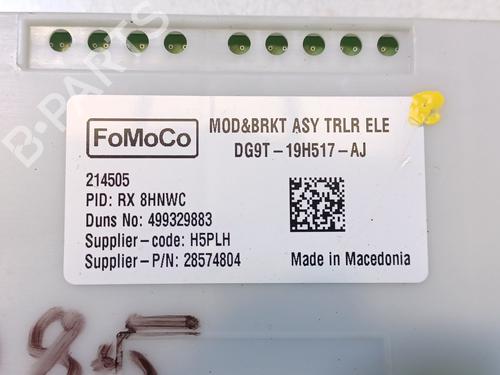 B-PARTS
FoMoCo
MOD&BRKT ASY TRLR ELE
DG9T-19H517-AJ
214505
PID: RX 8HNWC
Duns No: 499329883
Supplier-code: H5PLH
Supplier-P/N: 28574804
Made in Macedonia